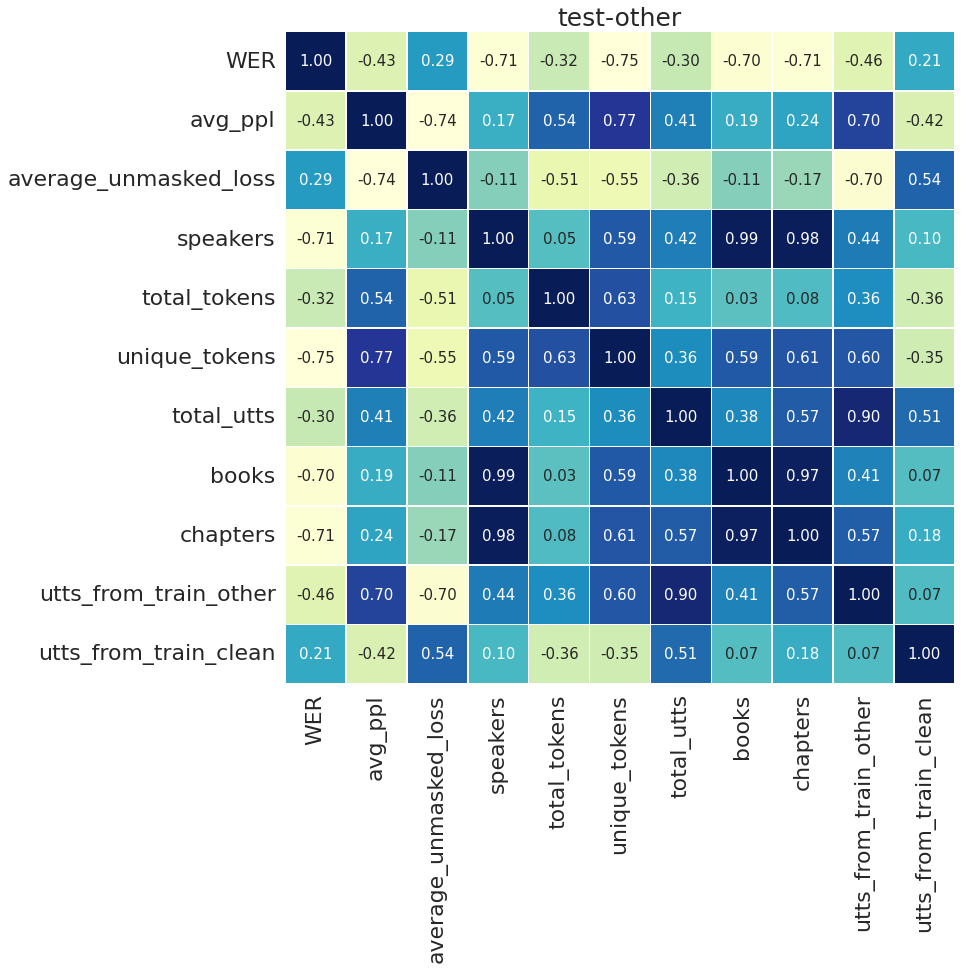 test-other
WER 1.00 -0.43 0.29 -0.71 -0.32 -0.75 -0.30 -0.70 -0.71 -0.46 0.21
avg_ppl -0.43 1.00 -0.74 0.17 0.54 0.77 0.41 0.19 0.24 0.70 -0.42
average_unmasked_loss 0.29 -0.74 1.00 -0.11 -0.51 -0.55 -0.36 -0.11 -0.17 -0.70 0.54
speakers -0.71 0.17 -0.11 1.00 0.05 0.59 0.42 0.99 0.98 0.44 0.10
total_tokens -0.32 0.54 -0.51 0.05 1.00 0.63 0.15 0.03 0.08 0.36 -0.36
unique_tokens -0.75 0.77 -0.55 0.59 0.63 1.00 0.36 0.59 0.61 0.60 -0.35
total_utts -0.30 0.41 -0.36 0.42 0.15 0.36 1.00 0.38 0.57 0.90 0.51
books -0.70 0.19 -0.11 0.99 0.03 0.59 0.38 1.00 0.97 0.41 0.07
chapters -0.71 0.24 -0.17 0.98 0.08 0.61 0.57 0.97 1.00 0.57 0.18
utts_from_train_other -0.46 0.70 -0.70 0.44 0.36 0.60 0.90 0.41 0.57 1.00 0.07
utts_from_train_clean 0.21 -0.42 0.54 0.10 -0.36 -0.35 0.51 0.07 0.18 0.07 1.00
WER
avg_ppl
average_unmasked_loss
speakers
total_tokens
unique_tokens
total_utts
books
chapters
utts_from_train_other
utts_from_train_clean